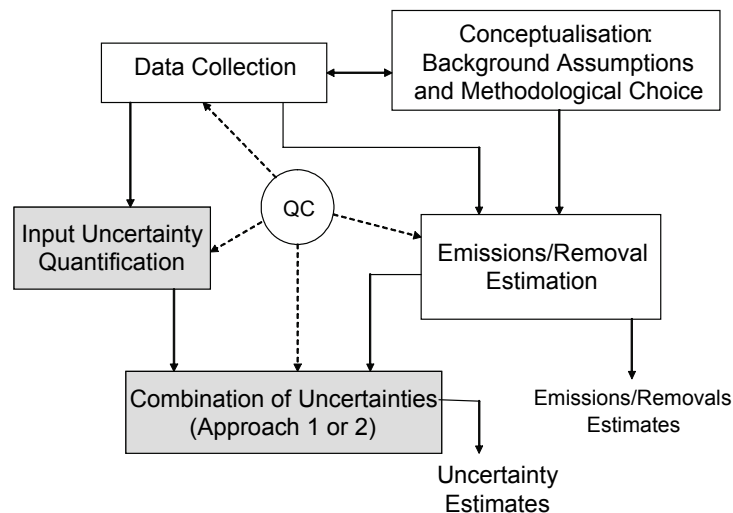 Conceptualisation:
Background Assumptions
and Methodological Choice
Data Collection
QC
Input Uncertainty
Quantification
Emissions/Removal
Estimation
Combination of Uncertainties
(Approach 1 or 2)
Emissions/Removals
Estimates
Uncertainty
Estimates